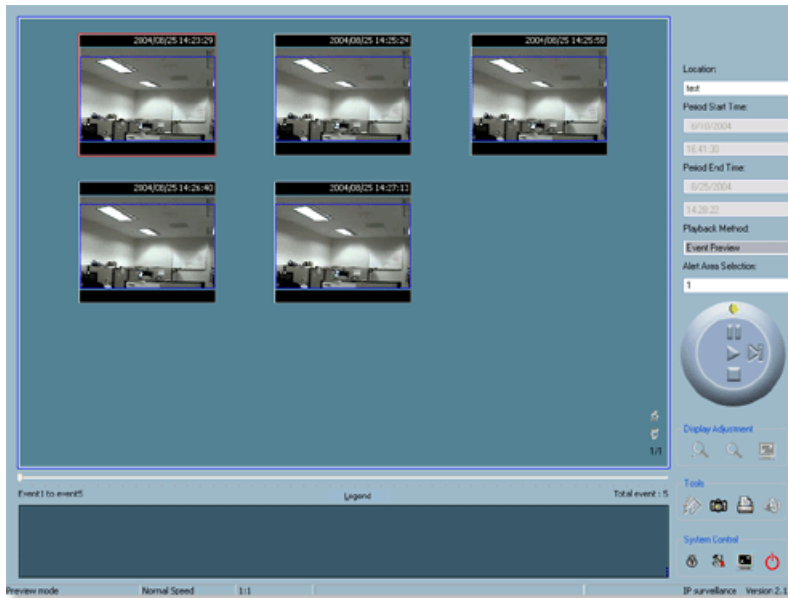 2004/08/25 14:23:29
2004/08/25 14:25:24
2004/08/25 14:25:58
2004/08/25 14:26:40
2004/08/25 14:27:13
1/1
Event1 to event5
Legend
Total event : 5
Location:
test
Period Start Time:
6/10/2004
16:41:30
Period End Time:
8/25/2004
14:28:22
Playback Method:
Event Preview
Alert Area Selection:
1
Display Adjustment
Tools
System Control
Preview mode
Normal Speed
1:1
IP surveillance
Version 2.1